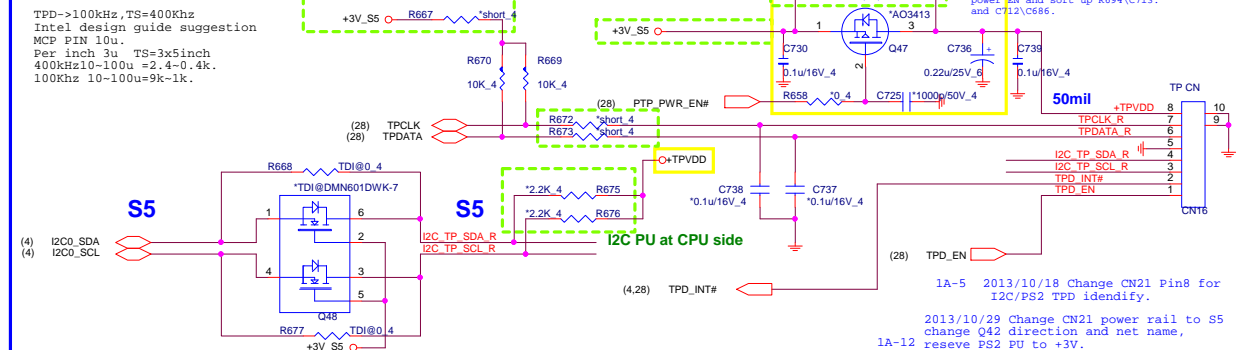 TPD->100kHz,TS=400Khz
Intel design guide suggestion
MCP PIN 10u.
Per inch 3u  TS=3x5inch
400kHz10~100u =2.4~0.4k.
100Khz 10~100u=9k~1k.
+3V_S5
R667
*short_4
R670
R669
10K_4
10K_4
(28) TPCLK
(28) TPDATA
R672
*short_4
R673
*short_4
+3V_S5
1
3
2
*AO3413
Q47
C730
0.1u/16V_4
C736
+
0.22u/25V_6
C739
0.1u/16V_4
and C712\C686.
(28) PTP_PWR_EN#
R658
*0_4
C725
*1000p/50V_4
50mil
TP CN
+TPVDD 8
TPCLK_R 7
TPDATA_R 6
5
I2C_TP_SDA_R 4
I2C_TP_SCL_R 3
TPD_INT# 2
TPD_EN 1
10
9
CN16
+TPVDD
R668
TDI@0_4
*TDI@DMN601DWK-7
S5
S5
1
6
2
4
3
5
Q48
(4) I2C0_SDA
(4) I2C0_SCL
R677
TDI@0_4
+3V_S5
*2.2K_4
R675
*2.2K_4
R676
I2C_TP_SDA_R
I2C_TP_SCL_R
I2C PU at CPU side
C738
*0.1u/16V_4
C737
*0.1u/16V_4
(28) TPD_EN
(4,28) TPD_INT#
1A-5 2013/10/18 Change CN21 Pin8 for
I2C/PS2 TPD idendify.
2013/10/29 Change CN21 power rail to S5
change Q42 direction and net name,
1A-12 reseve PS2 PU to +3V.